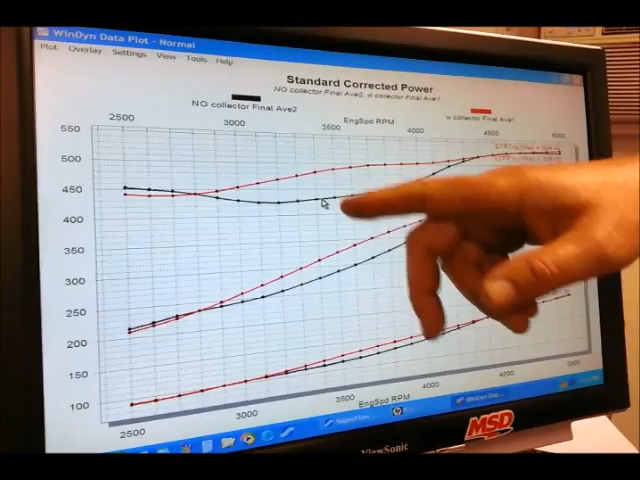 WinDyn Data Plot - Normal
Plot Overlay Settings View Tools Help
Standard Corrected Power
NO collector Final Ave2, w collector Final Ave1
NO collector Final Ave2
w collector Final Ave1
EngSpd RPM
2500 3000 3500 4000 4500 5000
550
500
450
400
350
300
250
200
150
100
2500 3000 3500 4000 4500 5000
EngSpd RPM
ViewSonic
MSD